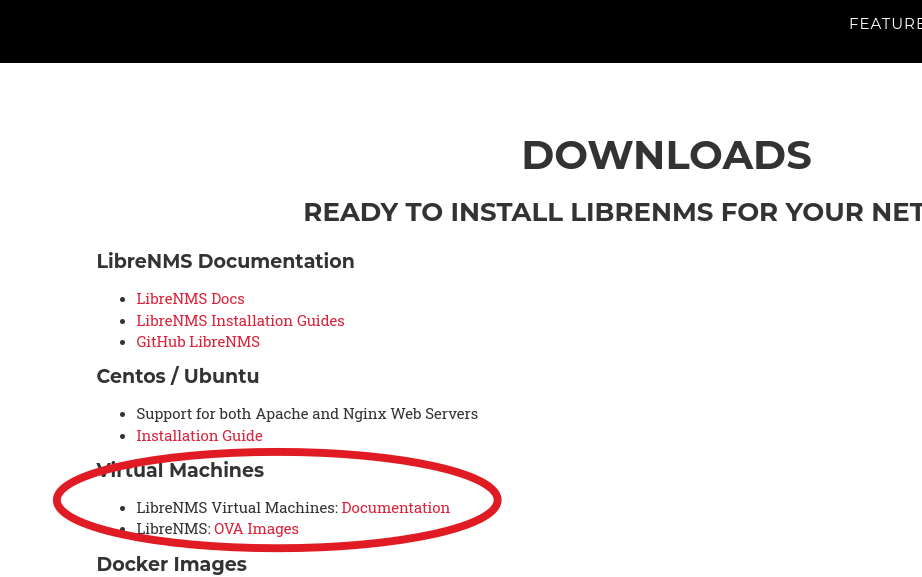 DOWNLOADS
READY TO INSTALL LIBRENMS FOR YOUR
LibreNMS Documentation
LibreNMS Docs
LibreNMS Installation Guides
GitHub LibreNMS
Centos / Ubuntu
Support for both Apache and Nginx Web Servers
Installation Guide
Virtual Machines
LibreNMS Virtual Machines: Documentation
LibreNMS: OVA Images
Docker Images